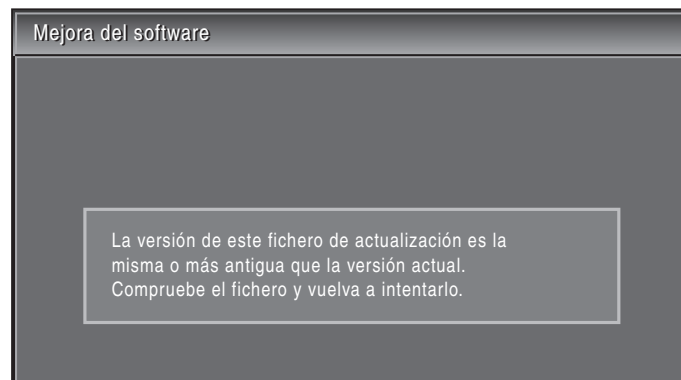 Mejora del software
La versión de este fichero de actualización es la
misma o más antigua que la versión actual.
Compruebe el fichero y vuelva a intentarlo.